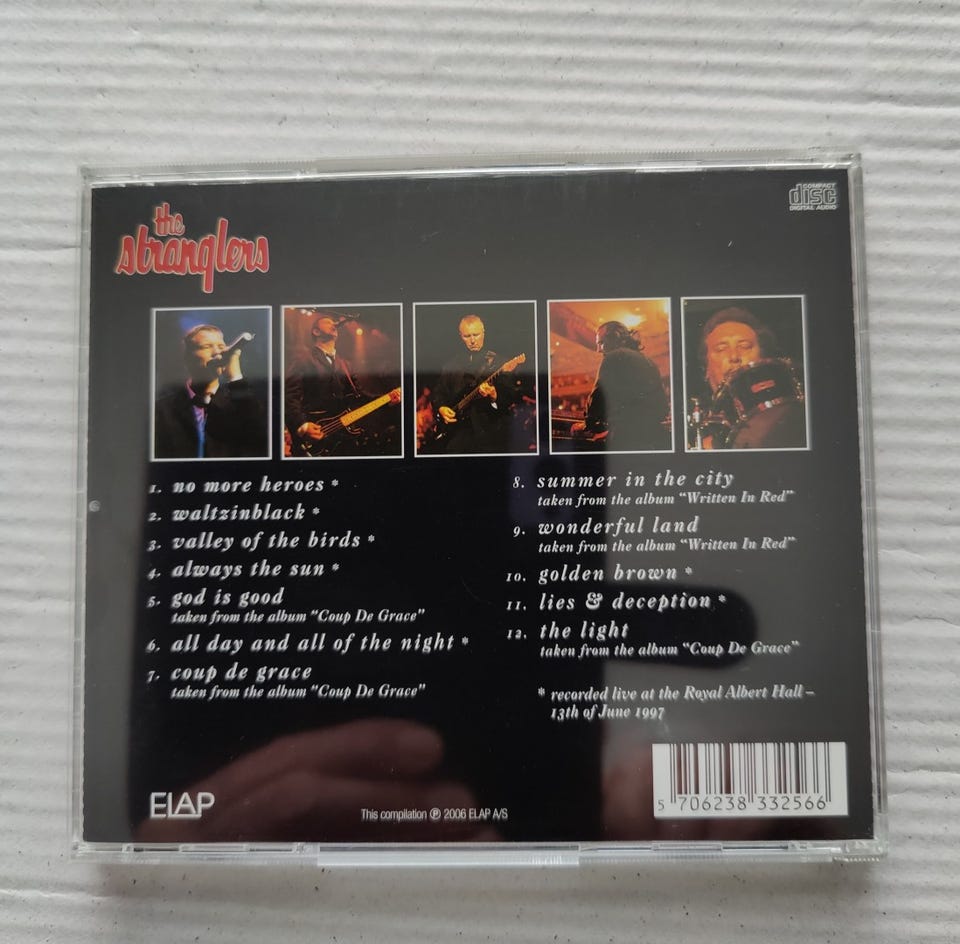 the
stranglers
COMPACT
disc
DIGITAL AUDIO
1. no more heroes *
2. waltzinblack *
3. valley of the birds *
4. always the sun *
5. god is good
taken from the album "Coup De Grace"
6. all day and all of the night *
7. coup de grace
taken from the album "Coup De Grace"
8. summer in the city
taken from the album "Written In Red"
9. wonderful land
taken from the album "Written In Red"
10. golden brown *
11. lies & deception *
12. the light
taken from the album "Coup De Grace"
* recorded live at the Royal Albert Hall –
13th of June 1997
ELAP
This compilation ℗ 2006 ELAP A/S
5 706238 332566